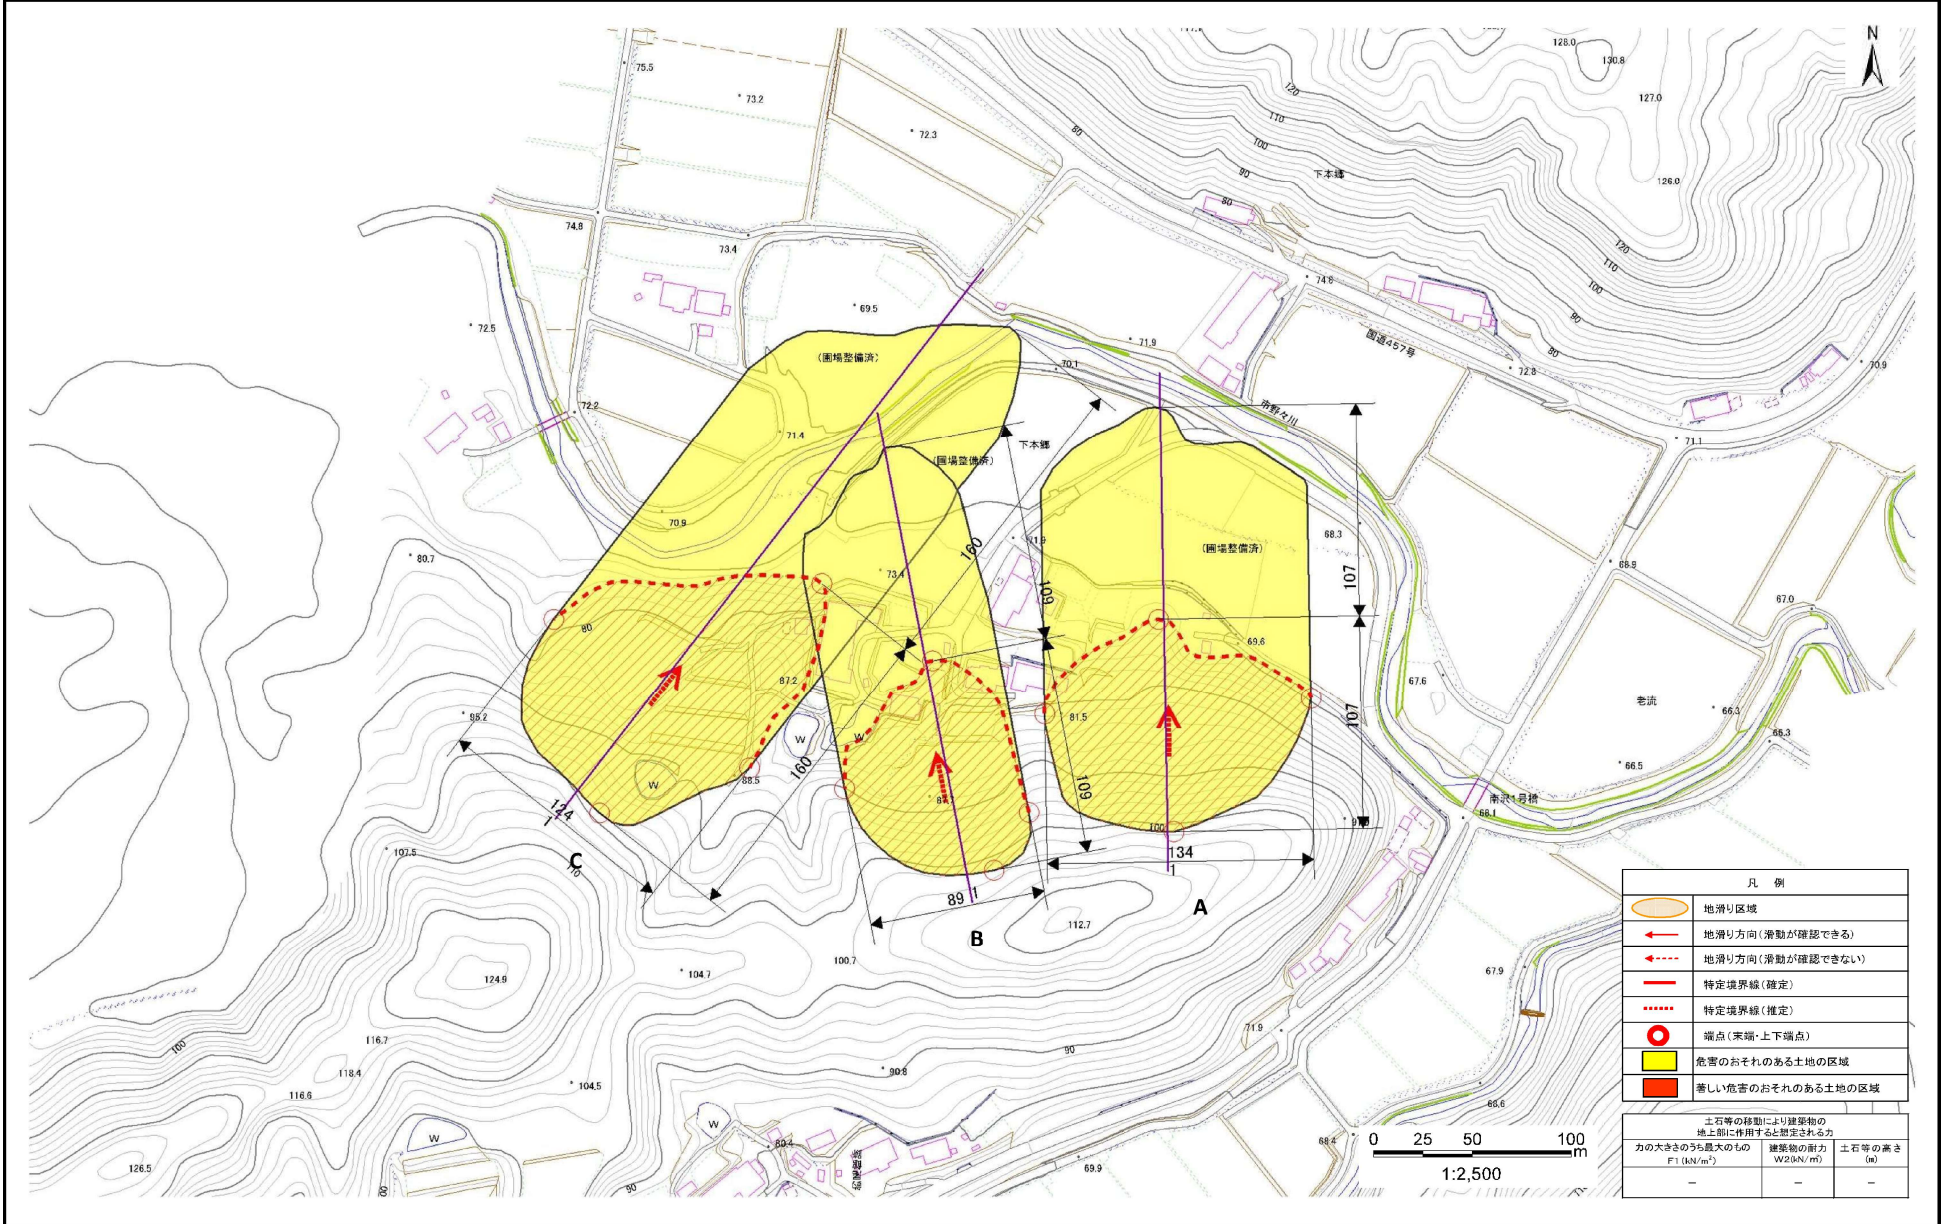 N
128.0
130.8
127.0
126.0
75.5
73.2
72.3
80
120
110
100
90
80
下本郷
74.8
73.4
69.5
72.5
74.6
国道457号
72.8
70.9
120
110
100
90
80
71.9
70.1
(圃場整備済)
72.2
71.4
市野々川
71.1
下本郷
(圃場整備済)
70.9
80.7
160
71.9
73.4
109
(圃場整備済)
68.3
107
68.9
67.0
80
69.6
87.2
67.6
老流
66.3
66.3
95.2
W
W
81.5
107
160
88.5
W
109
66.5
南沢1号橋
68.1
124
1
100
107.5
C
110
134
1
89
1
A
B
112.7
100.7
104.7
124.9
67.9
71.9
100
116.7
118.4
116.6
104.5
90.8
90
W
W
80.4
126.5
90
69.9
68.6
68.4
0 25 50 100
m
1:2,500
凡 例
地滑り区域
地滑り方向(滑動が確認できる)
地滑り方向(滑動が確認できない)
特定境界線(確定)
特定境界線(推定)
端点(末端・上下端点)
危害のおそれのある土地の区域
著しい危害のおそれのある土地の区域
土石等の移動により建築物の
地上部に作用すると想定される力
力の大きさのうち最大のもの
F1(kN/m²)
建築物の耐力
W2(kN/㎡)
土石等の高さ
(m)
－ － －